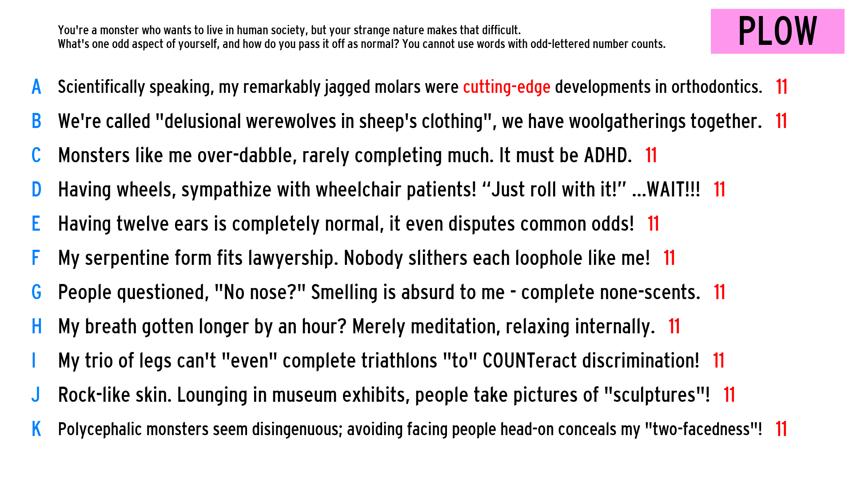 You're a monster who wants to live in human society, but your strange nature makes that difficult.
What's one odd aspect of yourself, and how do you pass it off as normal? You cannot use words with odd-lettered number counts.
PLOW
A Scientifically speaking, my remarkably jagged molars were cutting-edge developments in orthodontics. 11
B We're called "delusional werewolves in sheep's clothing", we have woolgatherings together. 11
C Monsters like me over-dabble, rarely completing much. It must be ADHD. 11
D Having wheels, sympathize with wheelchair patients! “Just roll with it!” ...WAIT!!! 11
E Having twelve ears is completely normal, it even disputes common odds! 11
F My serpentine form fits lawyership. Nobody slithers each loophole like me! 11
G People questioned, "No nose?" Smelling is absurd to me - complete none-scents. 11
H My breath gotten longer by an hour? Merely meditation, relaxing internally. 11
I My trio of legs can't "even" complete triathlons "to" COUNTeract discrimination! 11
J Rock-like skin. Lounging in museum exhibits, people take pictures of "sculptures"! 11
K Polycephalic monsters seem disingenuous; avoiding facing people head-on conceals my "two-facedness"! 11